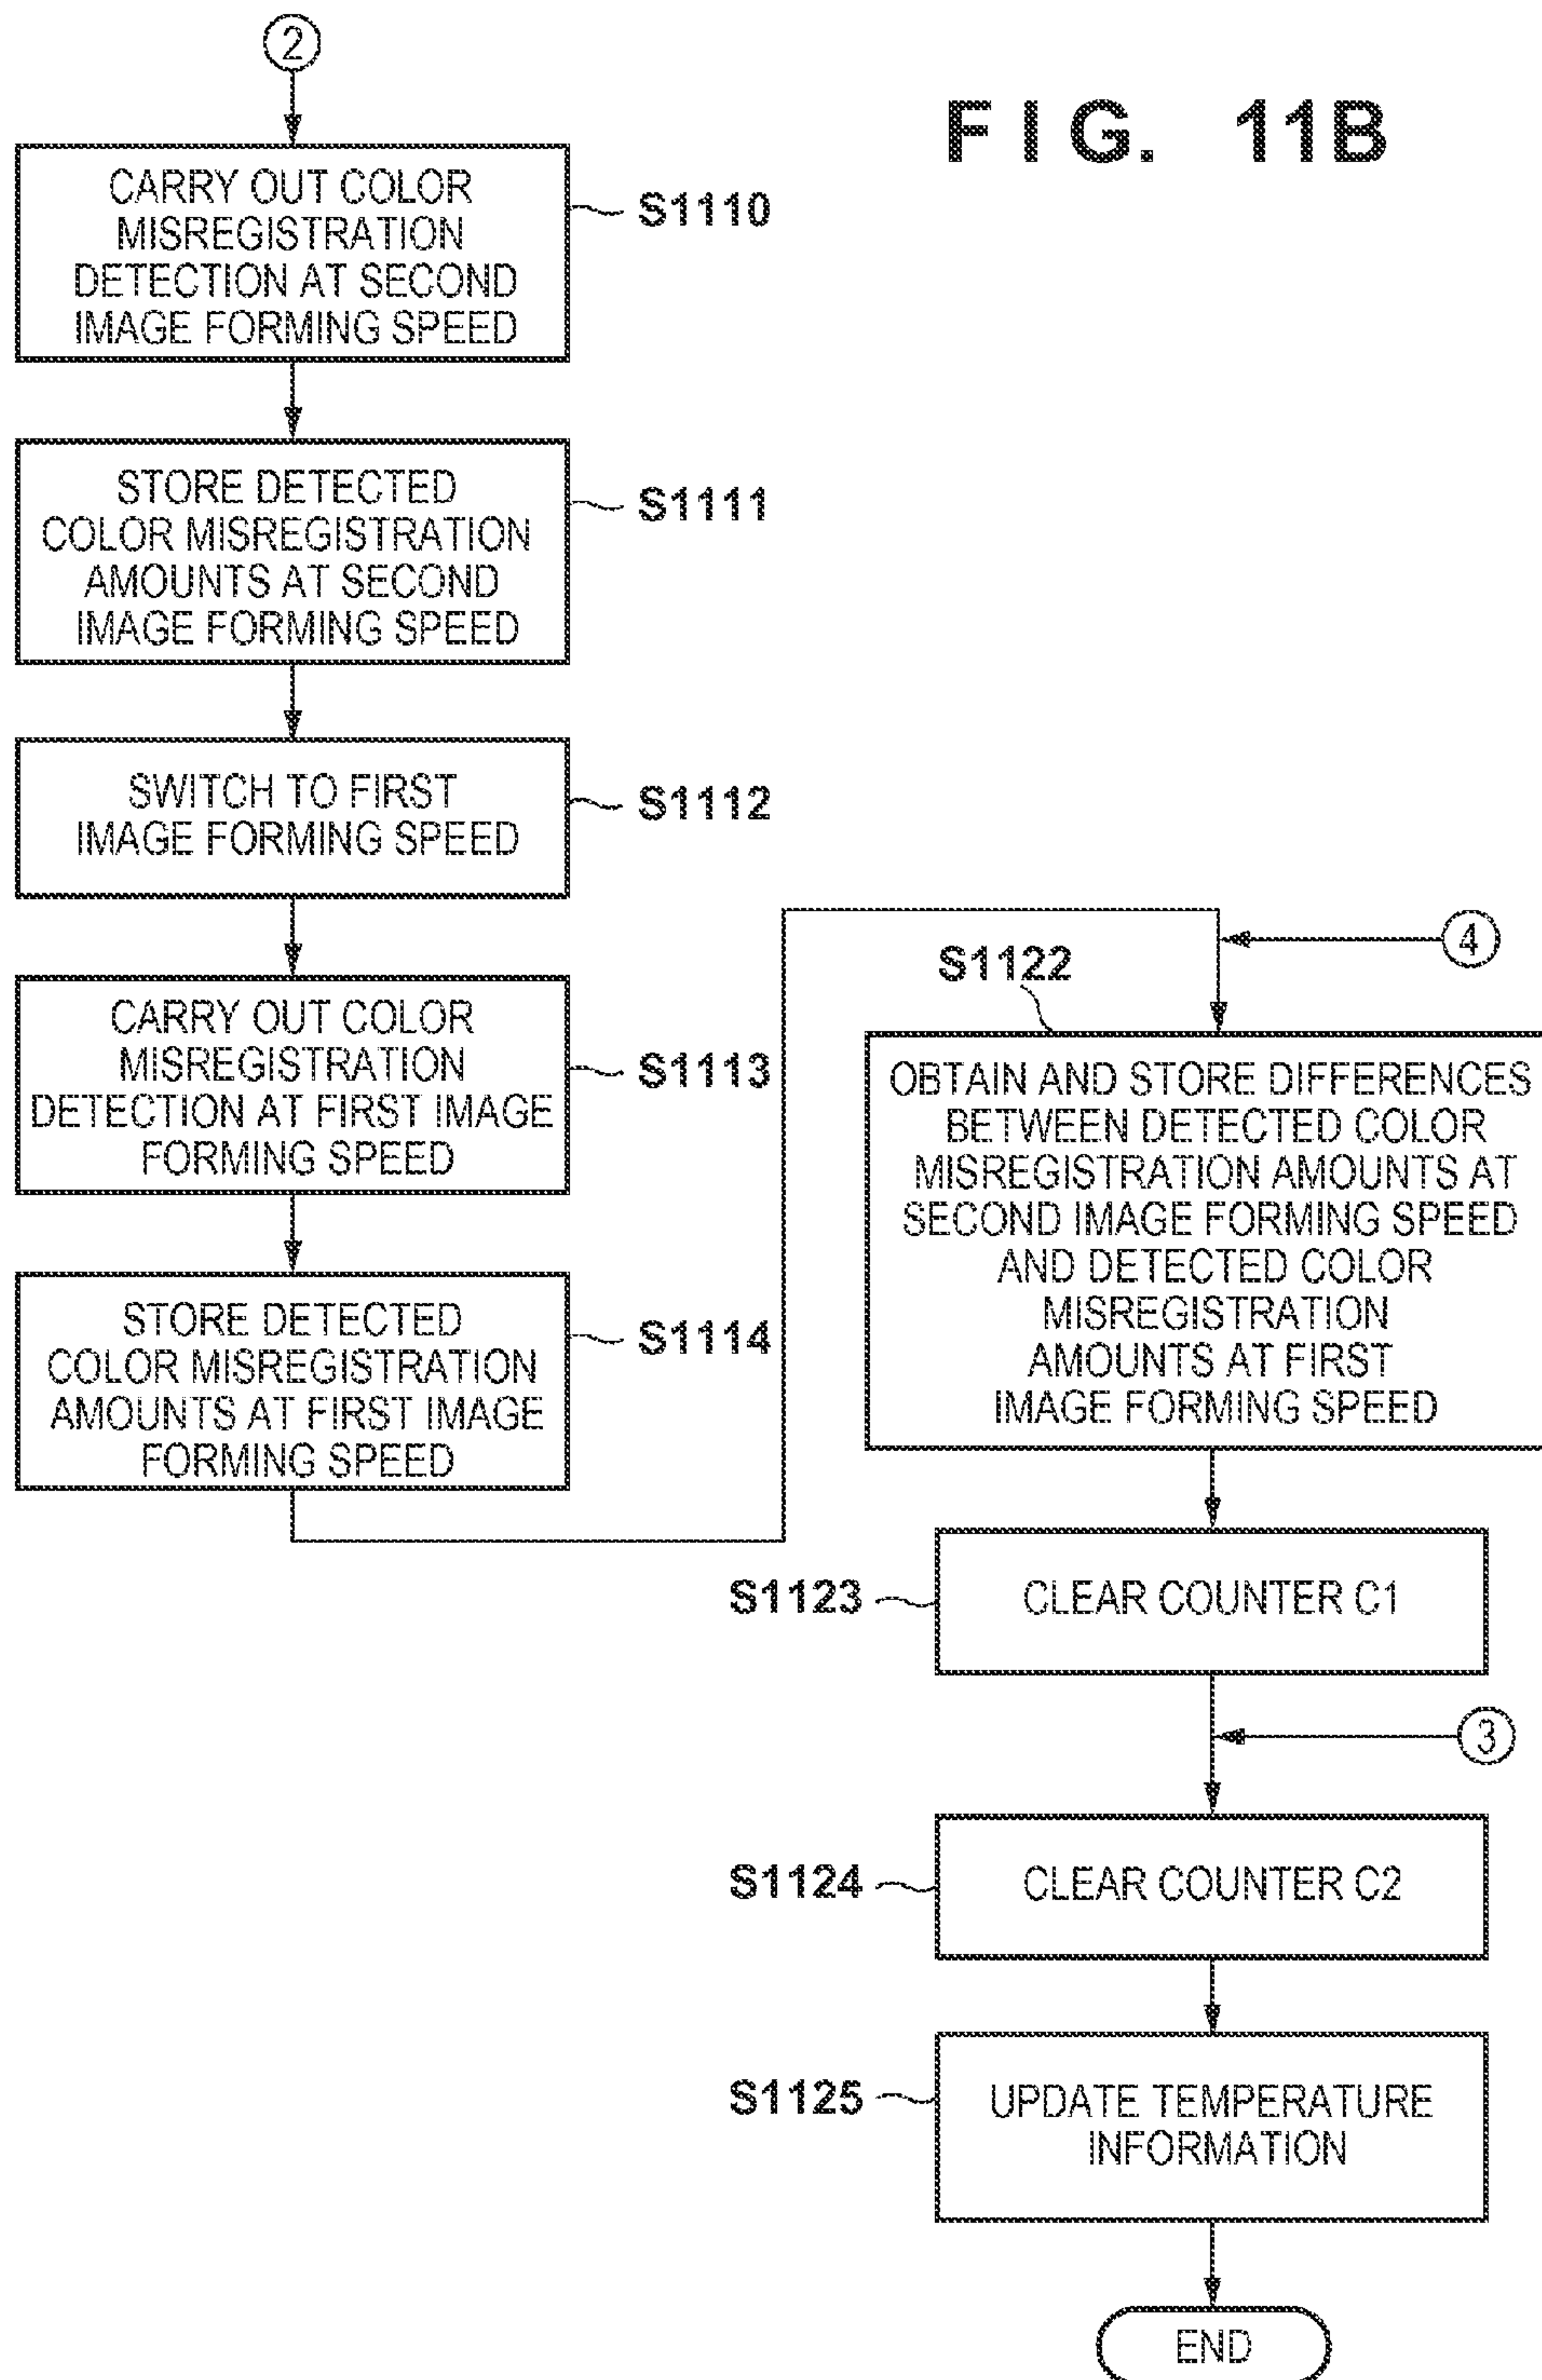 FIG. 11B
2
CARRY OUT COLOR
MISREGISTRATION
DETECTION AT SECOND
IMAGE FORMING SPEED
S1110
STORE DETECTED
COLOR MISREGISTRATION
AMOUNTS AT SECOND
IMAGE FORMING SPEED
S1111
SWITCH TO FIRST
IMAGE FORMING SPEED
S1112
CARRY OUT COLOR
MISREGISTRATION
DETECTION AT FIRST IMAGE
FORMING SPEED
S1113
STORE DETECTED
COLOR MISREGISTRATION
AMOUNTS AT FIRST IMAGE
FORMING SPEED
S1114
4
S1122
OBTAIN AND STORE DIFFERENCES
BETWEEN DETECTED COLOR
MISREGISTRATION AMOUNTS AT
SECOND IMAGE FORMING SPEED
AND DETECTED COLOR
MISREGISTRATION
AMOUNTS AT FIRST
IMAGE FORMING SPEED
S1123
CLEAR COUNTER C1
3
S1124
CLEAR COUNTER C2
S1125
UPDATE TEMPERATURE
INFORMATION
END